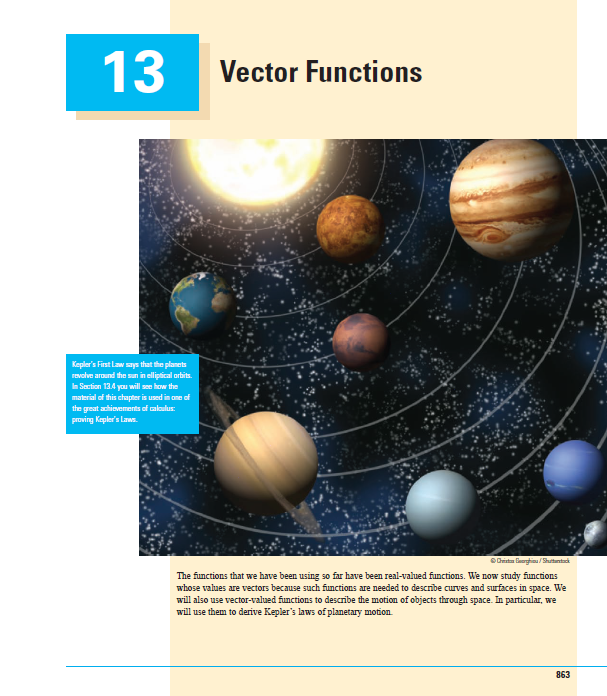 13
Vector Functions
Kepler's First Law says that the planets
revolve around the sun in elliptical orbits.
In Section 13.4 you will see how the
material of this chapter is used in one of
the great achievements of calculus:
proving Kepler's Laws.
© Christos Georghiou / Shutterstock
The functions that we have been using so far have been real-valued functions. We now study functions
whose values are vectors because such functions are needed to describe curves and surfaces in space. We
will also use vector-valued functions to describe the motion of objects through space. In particular, we
will use them to derive Kepler's laws of planetary motion.
863